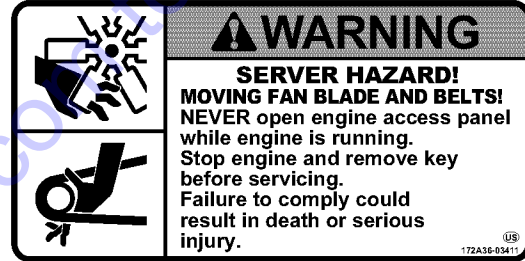 WARNING
SERVER HAZARD!
MOVING FAN BLADE AND BELTS!
NEVER open engine access panel
while engine is running.
Stop engine and remove key
before servicing.
Failure to comply could
result in death or serious
injury.
US
172A36-03411
com